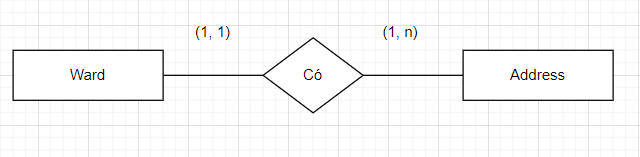 (1, 1)
(1, n)
Ward
Có
Address